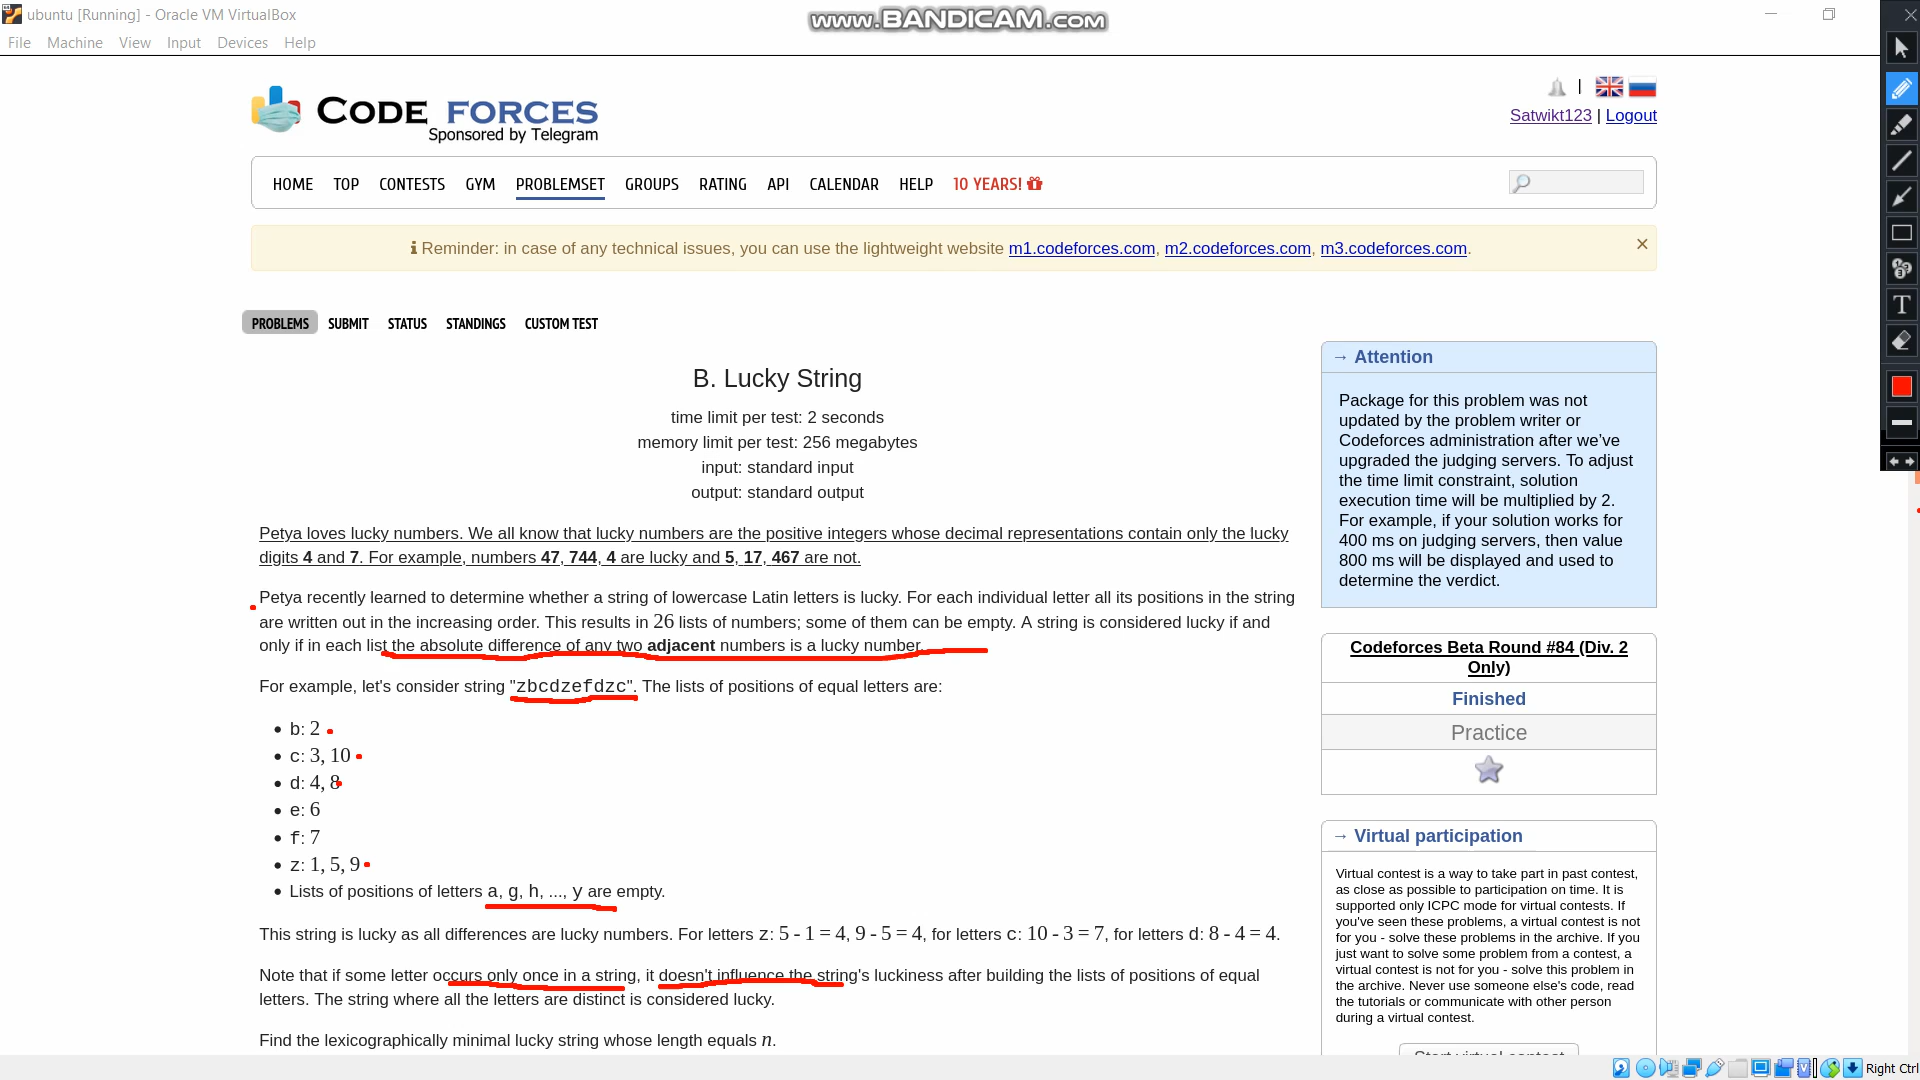 ubuntu [Running] - Oracle VM VirtualBox
www.BANDICAM.com
File Machine View Input Devices Help
CODE FORCES
Sponsored by Telegram
|
Satwikt123 | Logout
HOME TOP CONTESTS GYM PROBLEMSET GROUPS RATING API CALENDAR HELP 10 YEARS!
Reminder: in case of any technical issues, you can use the lightweight website m1.codeforces.com, m2.codeforces.com, m3.codeforces.com.
PROBLEMS SUBMIT STATUS STANDINGS CUSTOM TEST
B. Lucky String
time limit per test: 2 seconds
memory limit per test: 256 megabytes
input: standard input
output: standard output
Petya loves lucky numbers. We all know that lucky numbers are the positive integers whose decimal representations contain only the lucky
digits 4 and 7. For example, numbers 47, 744, 4 are lucky and 5, 17, 467 are not.
Petya recently learned to determine whether a string of lowercase Latin letters is lucky. For each individual letter all its positions in the string
are written out in the increasing order. This results in 26 lists of numbers; some of them can be empty. A string is considered lucky if and
only if in each list the absolute difference of any two adjacent numbers is a lucky number.
For example, let's consider string "zbcdzefdzc". The lists of positions of equal letters are:
• b: 2
• c: 3, 10
• d: 4, 8
• e: 6
• f: 7
• z: 1, 5, 9
• Lists of positions of letters a, g, h, ..., y are empty.
This string is lucky as all differences are lucky numbers. For letters z: 5 - 1 = 4, 9 - 5 = 4, for letters c: 10 - 3 = 7, for letters d: 8 - 4 = 4.
Note that if some letter occurs only once in a string, it doesn't influence the string's luckiness after building the lists of positions of equal
letters. The string where all the letters are distinct is considered lucky.
Find the lexicographically minimal lucky string whose length equals n.
→ Attention
Package for this problem was not
updated by the problem writer or
Codeforces administration after we've
upgraded the judging servers. To adjust
the time limit constraint, solution
execution time will be multiplied by 2.
For example, if your solution works for
400 ms on judging servers, then value
800 ms will be displayed and used to
determine the verdict.
Codeforces Beta Round #84 (Div. 2
Only)
Finished
Practice
→ Virtual participation
Virtual contest is a way to take part in past contest,
as close as possible to participation on time. It is
supported only ICPC mode for virtual contests. If
you've seen these problems, a virtual contest is not
for you - solve these problems in the archive. If you
just want to solve some problem from a contest, a
virtual contest is not for you - solve this problem in
the archive. Never use someone else's code, read
the tutorials or communicate with other person
during a virtual contest.
Start virtual contest
Right Ctrl